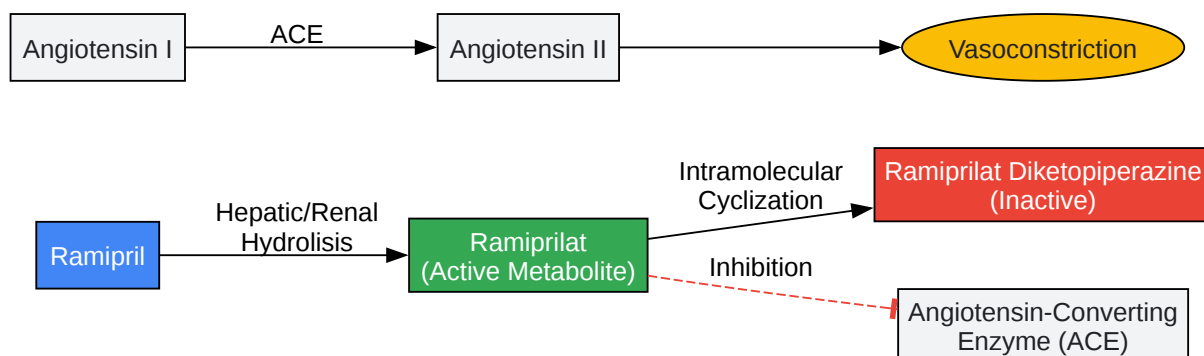 Angiotensin I
ACE
Angiotensin II
Vasoconstriction
Ramipril
Hepatic/Renal
Hydrolisis
Ramiprilat
(Active Metabolite)
Intramolecular
Cyclization
Ramiprilat Diketopiperazine
(Inactive)
Inhibition
Angiotensin-Converting
Enzyme (ACE)